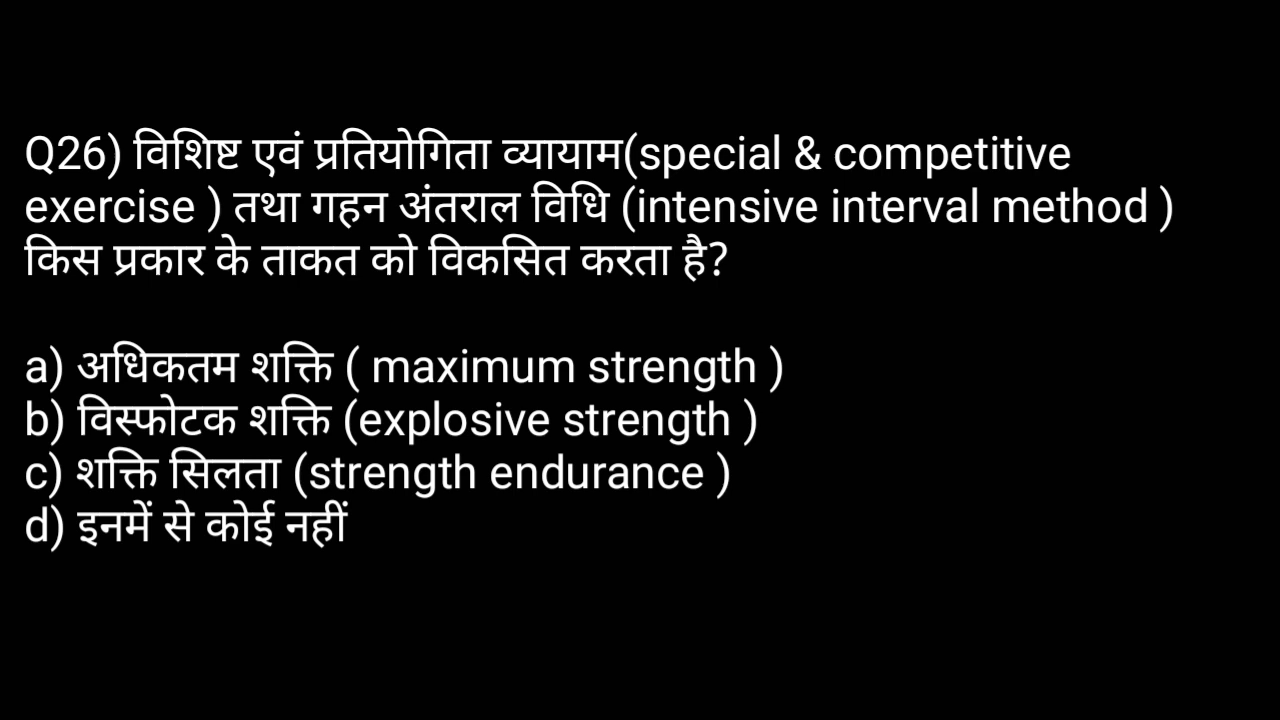 Q26) विशिष्ट एवं प्रतियोगिता व्यायाम(special & competitive
exercise ) तथा गहन अंतराल विधि (intensive interval method )
किस प्रकार के ताकत को विकसित करता है?
a) अधिकतम शक्ति ( maximum strength )
b) विस्फोटक शक्ति (explosive strength )
c) शक्ति सिलता (strength endurance )
d) इनमें से कोई नहीं